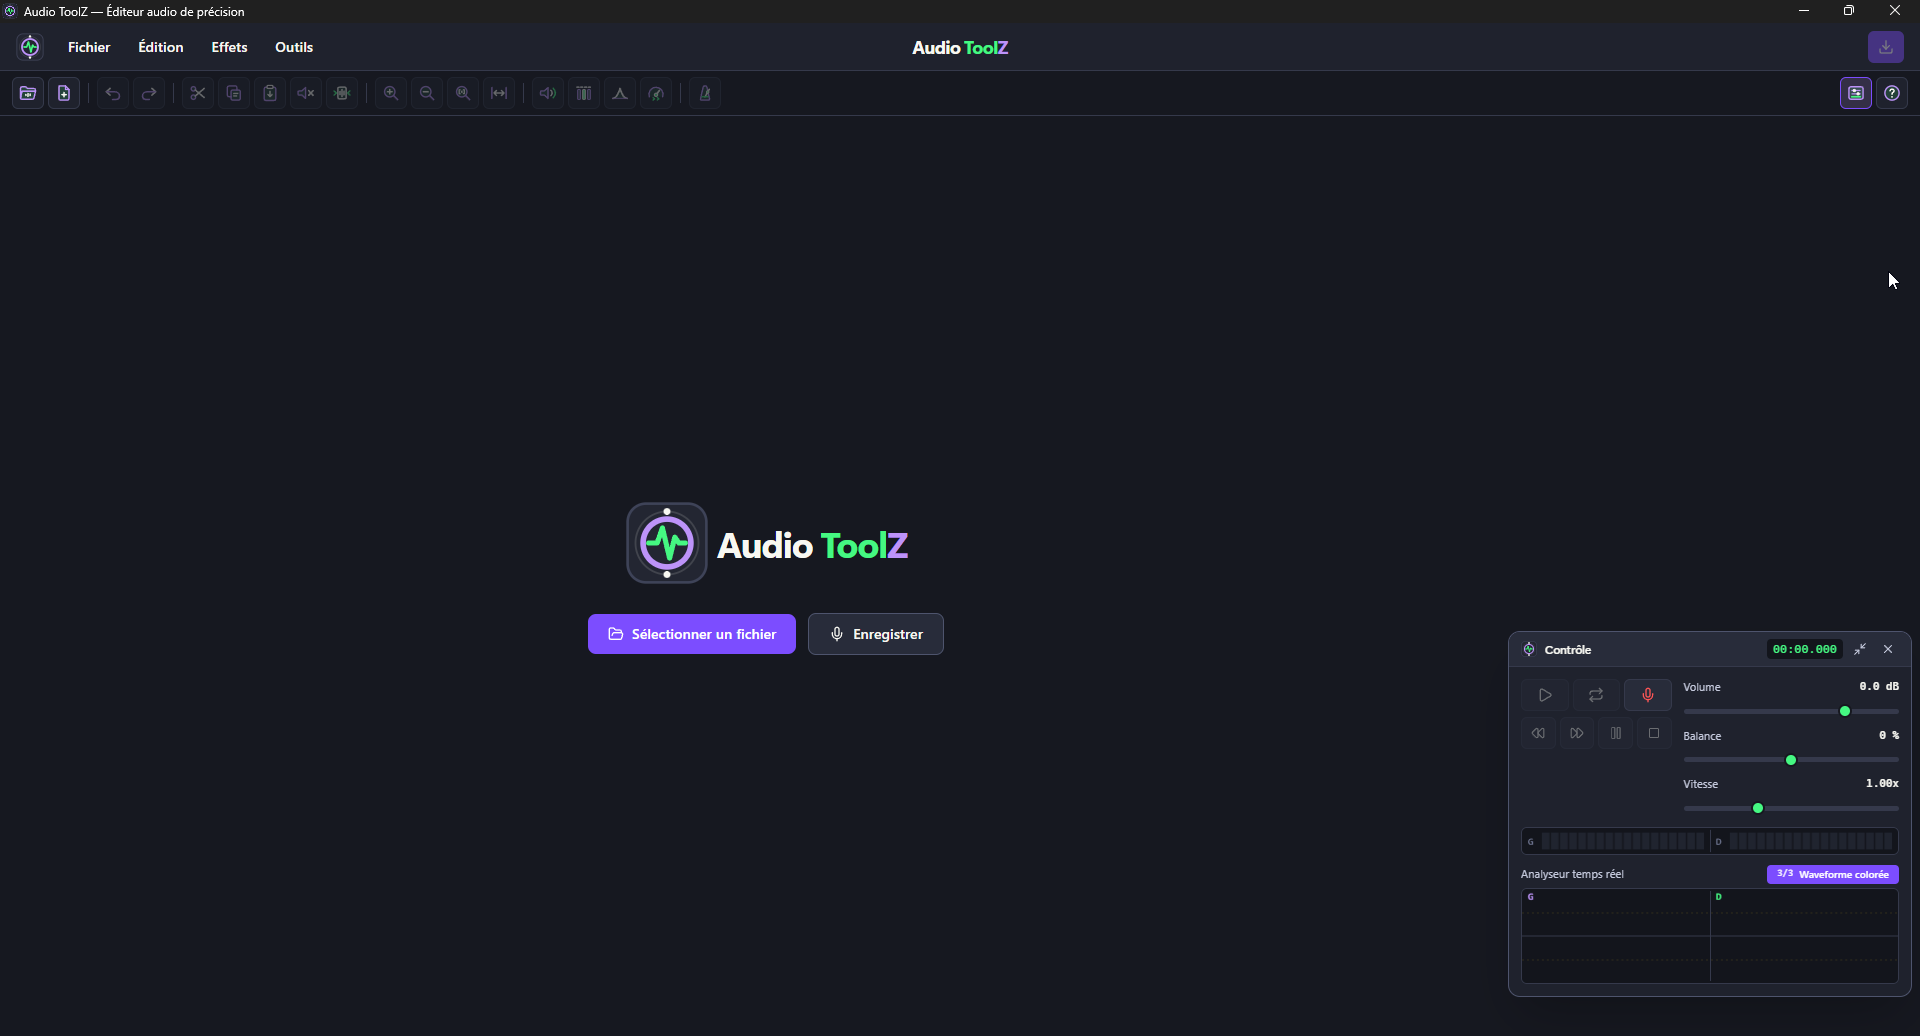 Audio ToolZ — Éditeur audio de précision
Fichier Édition Effets Outils
Audio ToolZ
Audio ToolZ
Sélectionner un fichier
Enregistrer
Contrôle
00:00.000
Volume 0.0 dB
Balance 0 %
Vitesse 1.00x
G D
Analyseur temps réel
3/3 Waveforme colorée
G D